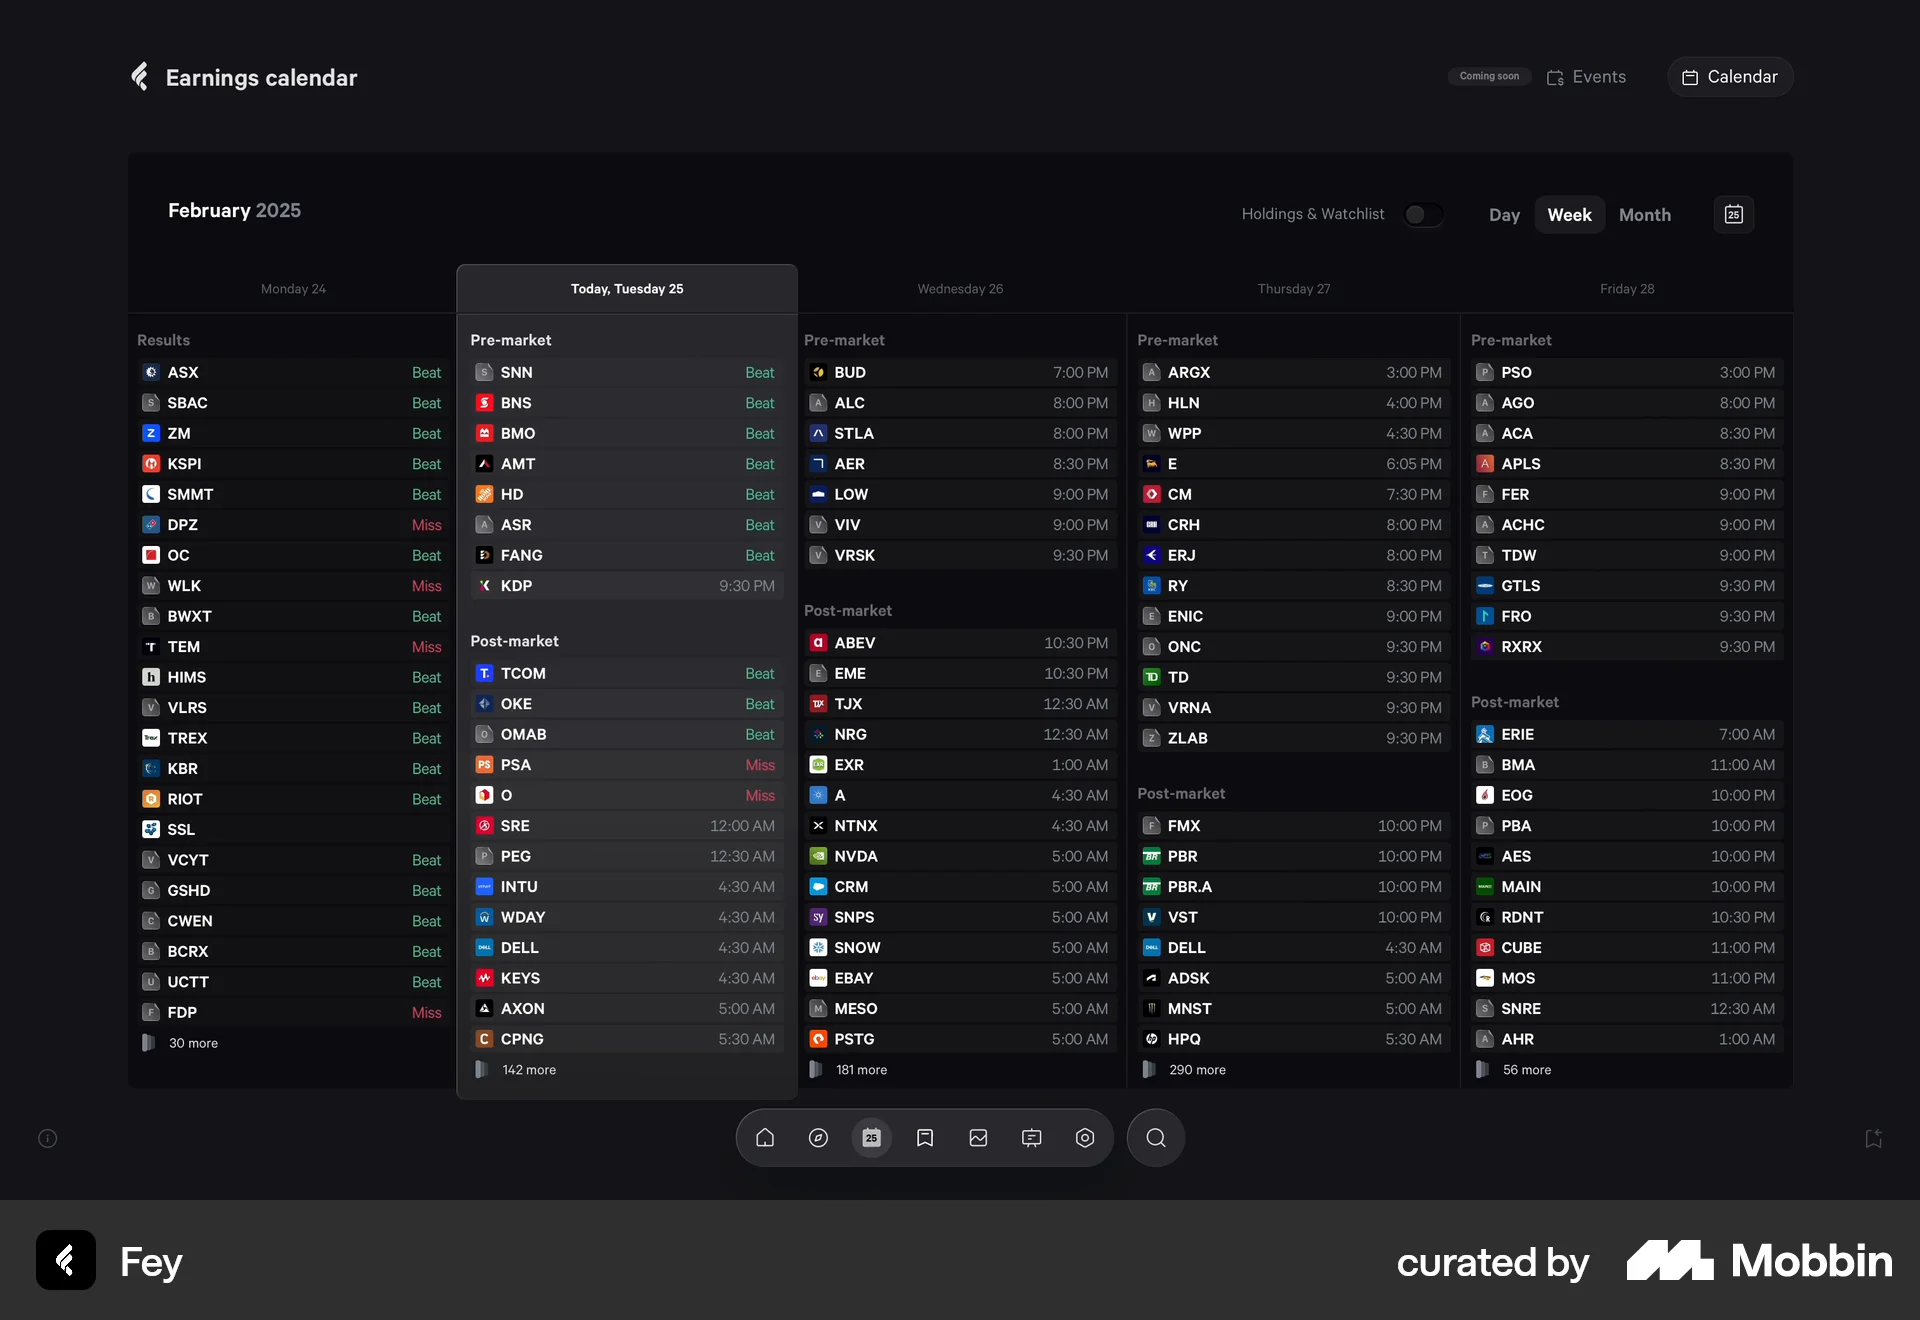 Earnings calendar
Coming soon
Events
Calendar
February 2025
Holdings & Watchlist
Day
Week
Month
25
Monday 24
Today, Tuesday 25
Wednesday 26
Thursday 27
Friday 28
Results
ASX Beat
SBAC Beat
ZM Beat
KSPI Beat
SMMT Beat
DPZ Miss
OC Beat
WLK Miss
BWXT Beat
TEM Miss
HIMS Beat
VLRS Beat
TREX Beat
KBR Beat
RIOT Beat
SSL
VCYT Beat
GSHD Beat
CWEN Beat
BCRX Beat
UCTT Beat
FDP Miss
30 more
Pre-market
SNN Beat
BNS Beat
BMO Beat
AMT Beat
HD Beat
ASR Beat
FANG Beat
KDP 9:30 PM
Post-market
TCOM Beat
OKE Beat
OMAB Beat
PSA Miss
O Miss
SRE 12:00 AM
PEG 12:30 AM
INTU 4:30 AM
WDAY 4:30 AM
DELL 4:30 AM
KEYS 4:30 AM
AXON 5:00 AM
CPNG 5:30 AM
142 more
Pre-market
BUD 7:00 PM
ALC 8:00 PM
STLA 8:00 PM
AER 8:30 PM
LOW 9:00 PM
VIV 9:00 PM
VRSK 9:30 PM
Post-market
ABEV 10:30 PM
EME 10:30 PM
TJX 12:30 AM
NRG 12:30 AM
EXR 1:00 AM
A 4:30 AM
NTNX 4:30 AM
NVDA 5:00 AM
CRM 5:00 AM
SNPS 5:00 AM
SNOW 5:00 AM
EBAY 5:00 AM
MESO 5:00 AM
PSTG 5:00 AM
181 more
Pre-market
ARGX 3:00 PM
HLN 4:00 PM
WPP 4:30 PM
E 6:05 PM
CM 7:30 PM
CRH 8:00 PM
ERJ 8:00 PM
RY 8:30 PM
ENIC 9:00 PM
ONC 9:30 PM
TD 9:30 PM
VRNA 9:30 PM
ZLAB 9:30 PM
Post-market
FMX 10:00 PM
PBR 10:00 PM
PBR.A 10:00 PM
VST 10:00 PM
DELL 4:30 AM
ADSK 5:00 AM
MNST 5:00 AM
HPQ 5:30 AM
290 more
Pre-market
PSO 3:00 PM
AGO 8:00 PM
ACA 8:30 PM
APLS 8:30 PM
FER 9:00 PM
ACHC 9:00 PM
TDW 9:00 PM
GTLS 9:30 PM
FRO 9:30 PM
RXRX 9:30 PM
Post-market
ERIE 7:00 AM
BMA 11:00 AM
EOG 10:00 PM
PBA 10:00 PM
AES 10:00 PM
MAIN 10:00 PM
RDNT 10:30 PM
CUBE 11:00 PM
MOS 11:00 PM
SNRE 12:30 AM
AHR 1:00 AM
56 more
25
Fey
curated by
Mobbin